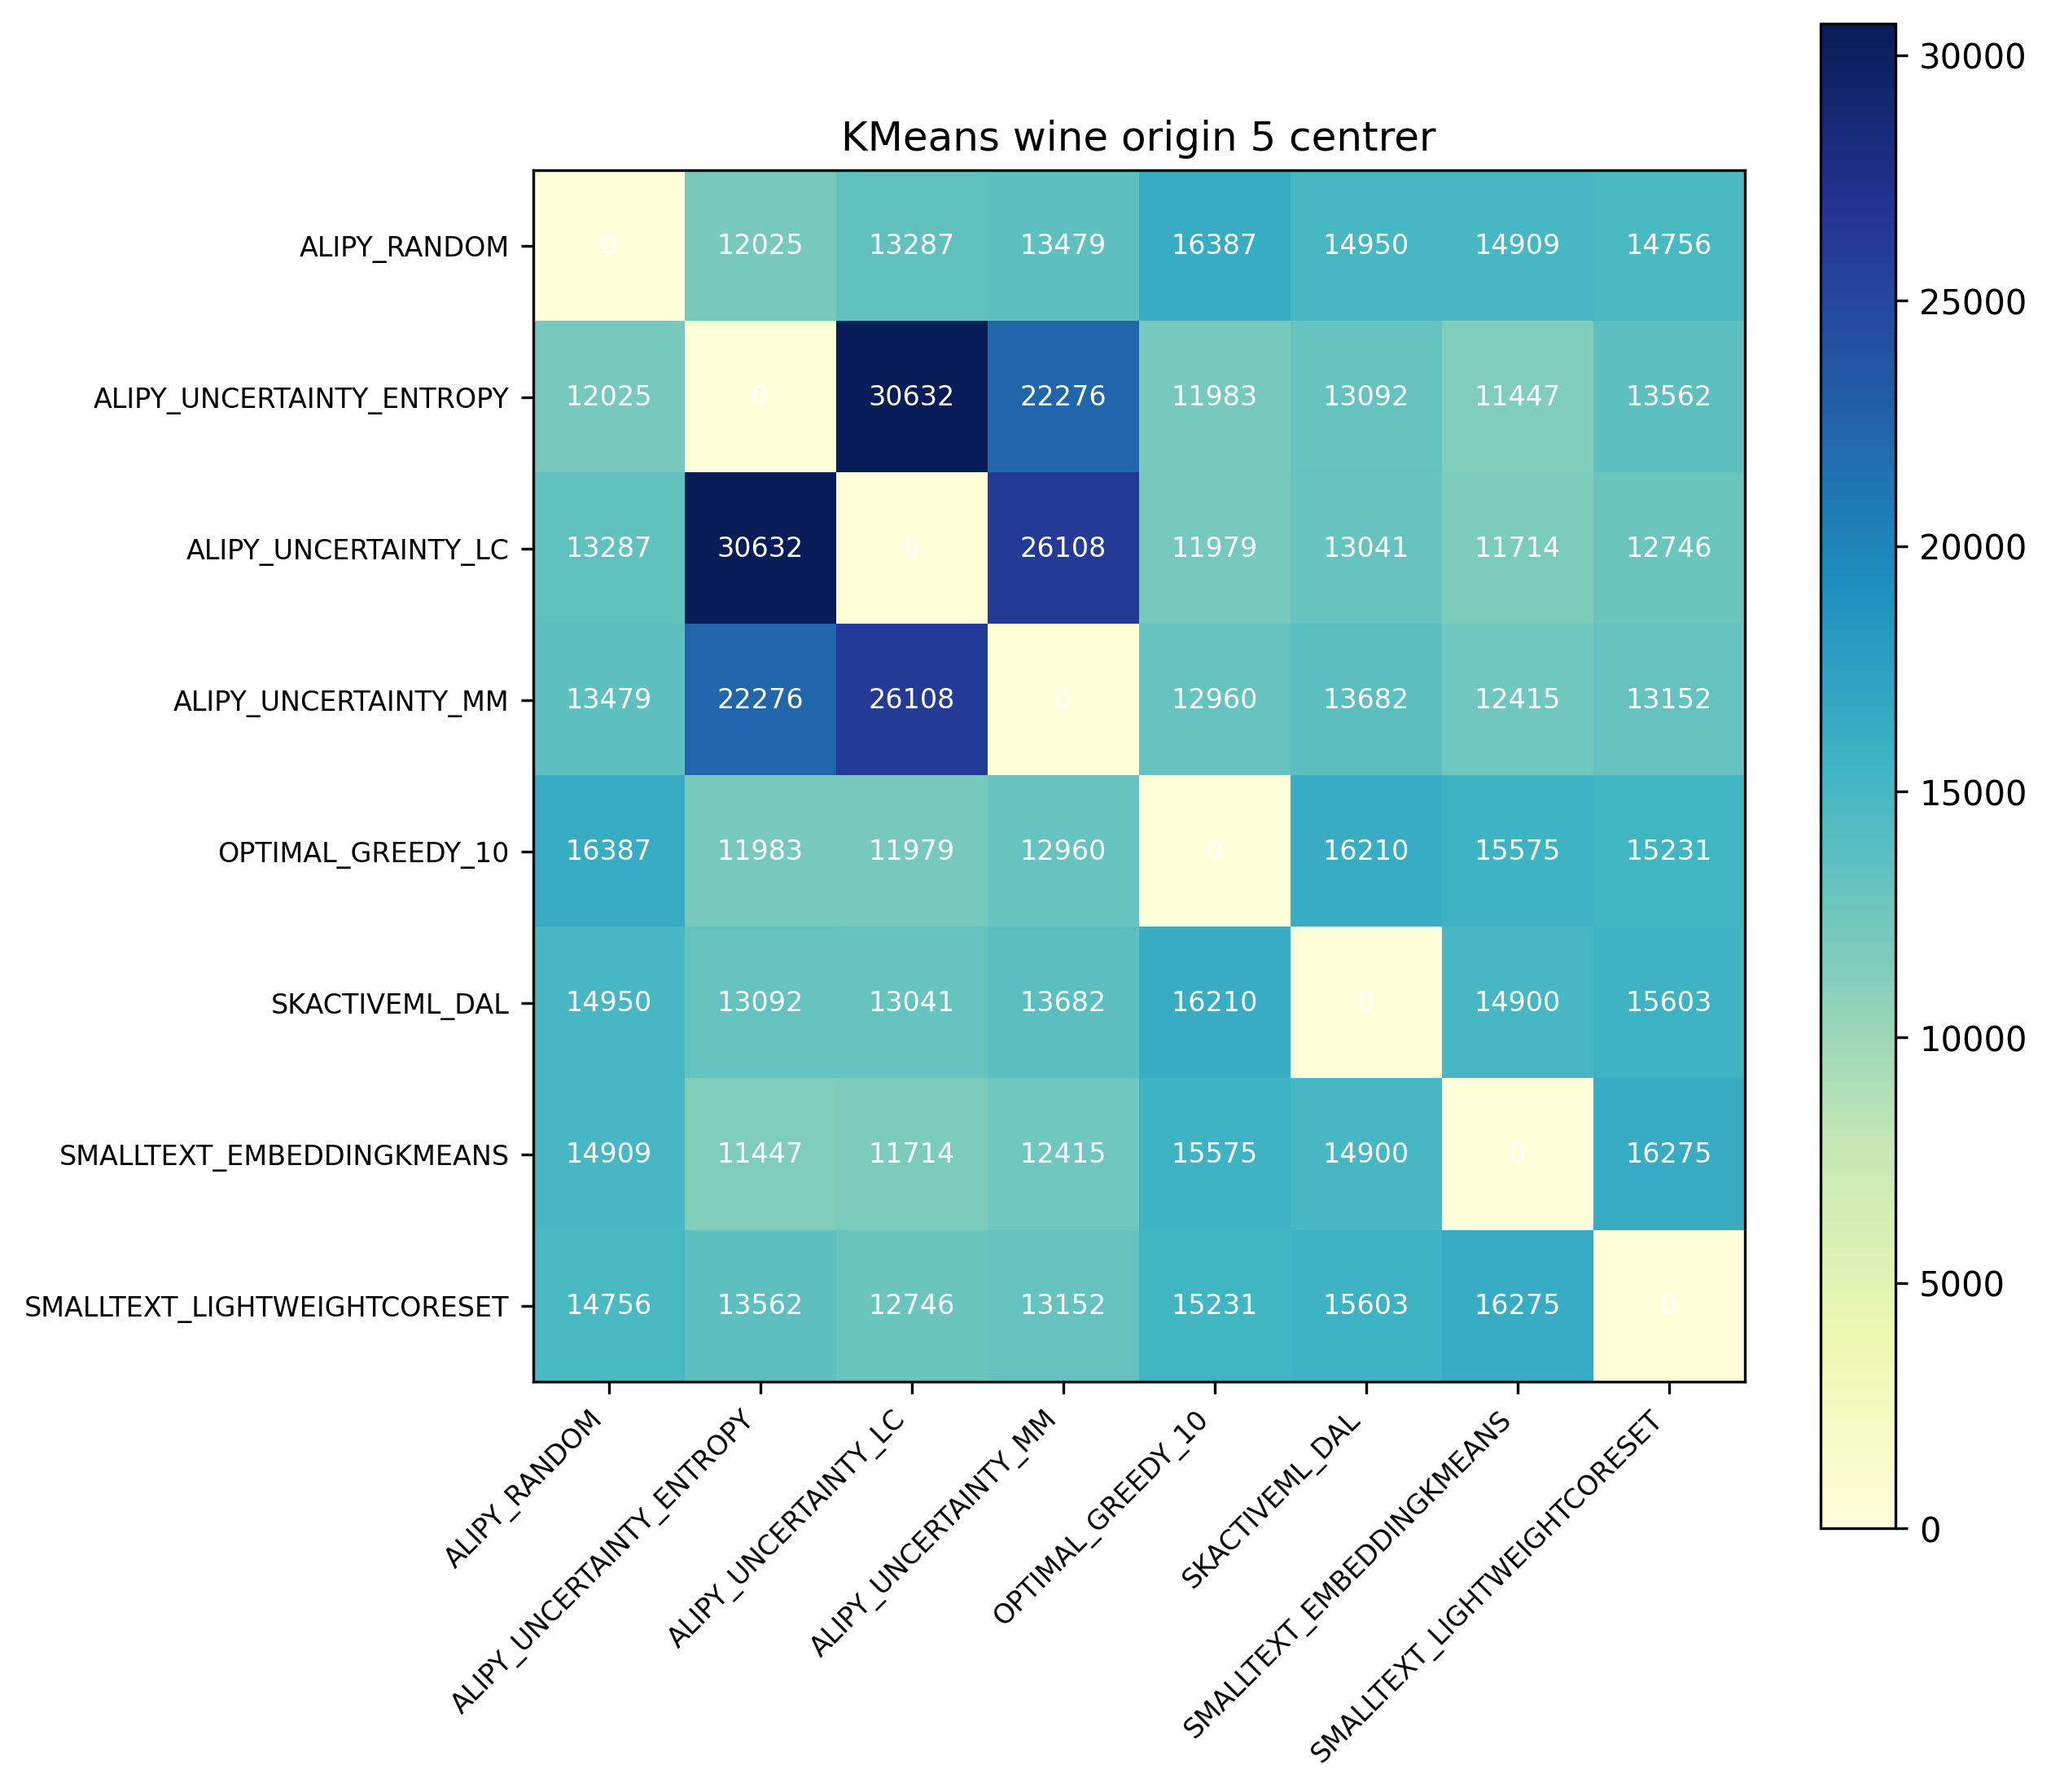 KMeans wine origin 5 centrer
ALIPY_RANDOM 0 12025 13287 13479 16387 14950 14909 14756
ALIPY_UNCERTAINTY_ENTROPY 12025 0 30632 22276 11983 13092 11447 13562
ALIPY_UNCERTAINTY_LC 13287 30632 0 26108 11979 13041 11714 12746
ALIPY_UNCERTAINTY_MM 13479 22276 26108 0 12960 13682 12415 13152
OPTIMAL_GREEDY_10 16387 11983 11979 12960 0 16210 15575 15231
SKACTIVEML_DAL 14950 13092 13041 13682 16210 0 14900 15603
SMALLTEXT_EMBEDDINGKMEANS 14909 11447 11714 12415 15575 14900 0 16275
SMALLTEXT_LIGHTWEIGHTCORESET 14756 13562 12746 13152 15231 15603 16275 0
ALIPY_RANDOM
ALIPY_UNCERTAINTY_ENTROPY
ALIPY_UNCERTAINTY_LC
ALIPY_UNCERTAINTY_MM
OPTIMAL_GREEDY_10
SKACTIVEML_DAL
SMALLTEXT_EMBEDDINGKMEANS
SMALLTEXT_LIGHTWEIGHTCORESET
30000
25000
20000
15000
10000
5000
0